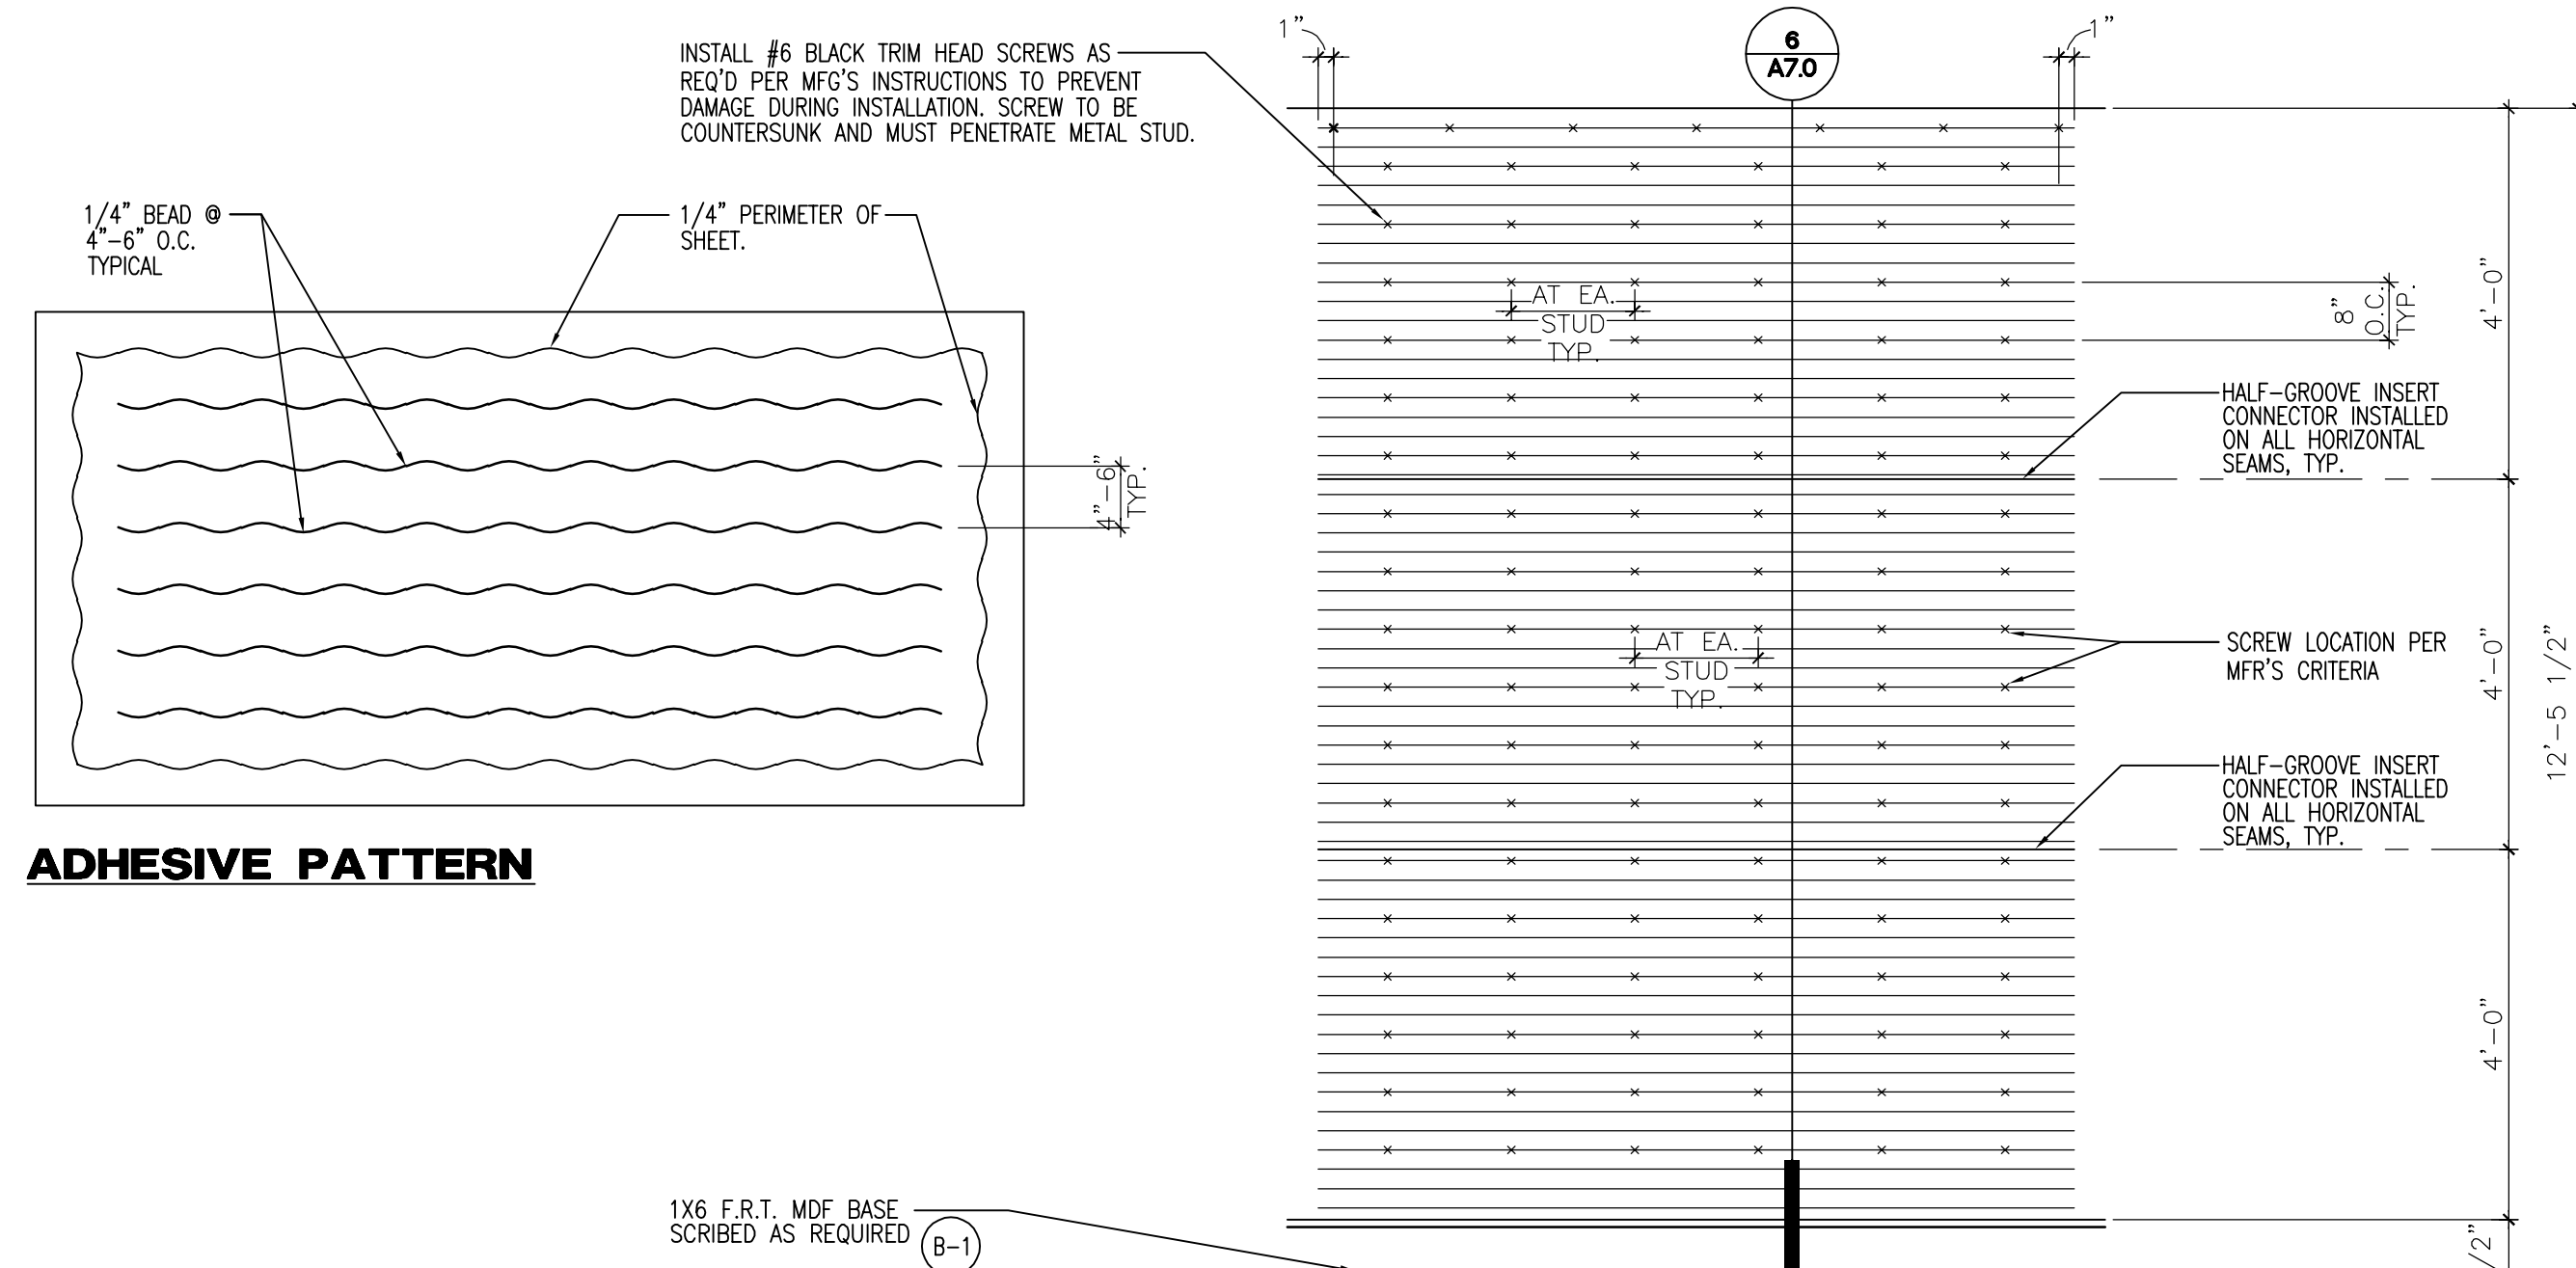 INSTALL #6 BLACK TRIM HEAD SCREWS AS
REQ'D PER MFG'S INSTRUCTIONS TO PREVENT
DAMAGE DURING INSTALLATION. SCREW TO BE
COUNTERSUNK AND MUST PENETRATE METAL STUD.
1"
6
A7.0
1"
1/4" BEAD @
4"-6" O.C.
TYPICAL
1/4" PERIMETER OF
SHEET.
4"-6"
TYP.
ADHESIVE PATTERN
AT EA.
STUD
TYP.
8"
O.C.
TYP.
4'-0"
HALF-GROOVE INSERT
CONNECTOR INSTALLED
ON ALL HORIZONTAL
SEAMS, TYP.
AT EA.
STUD
TYP.
SCREW LOCATION PER
MFR'S CRITERIA
4'-0"
12'-5 1/2"
HALF-GROOVE INSERT
CONNECTOR INSTALLED
ON ALL HORIZONTAL
SEAMS, TYP.
4'-0"
1X6 F.R.T. MDF BASE
SCRIBED AS REQUIRED
B-1
/2"